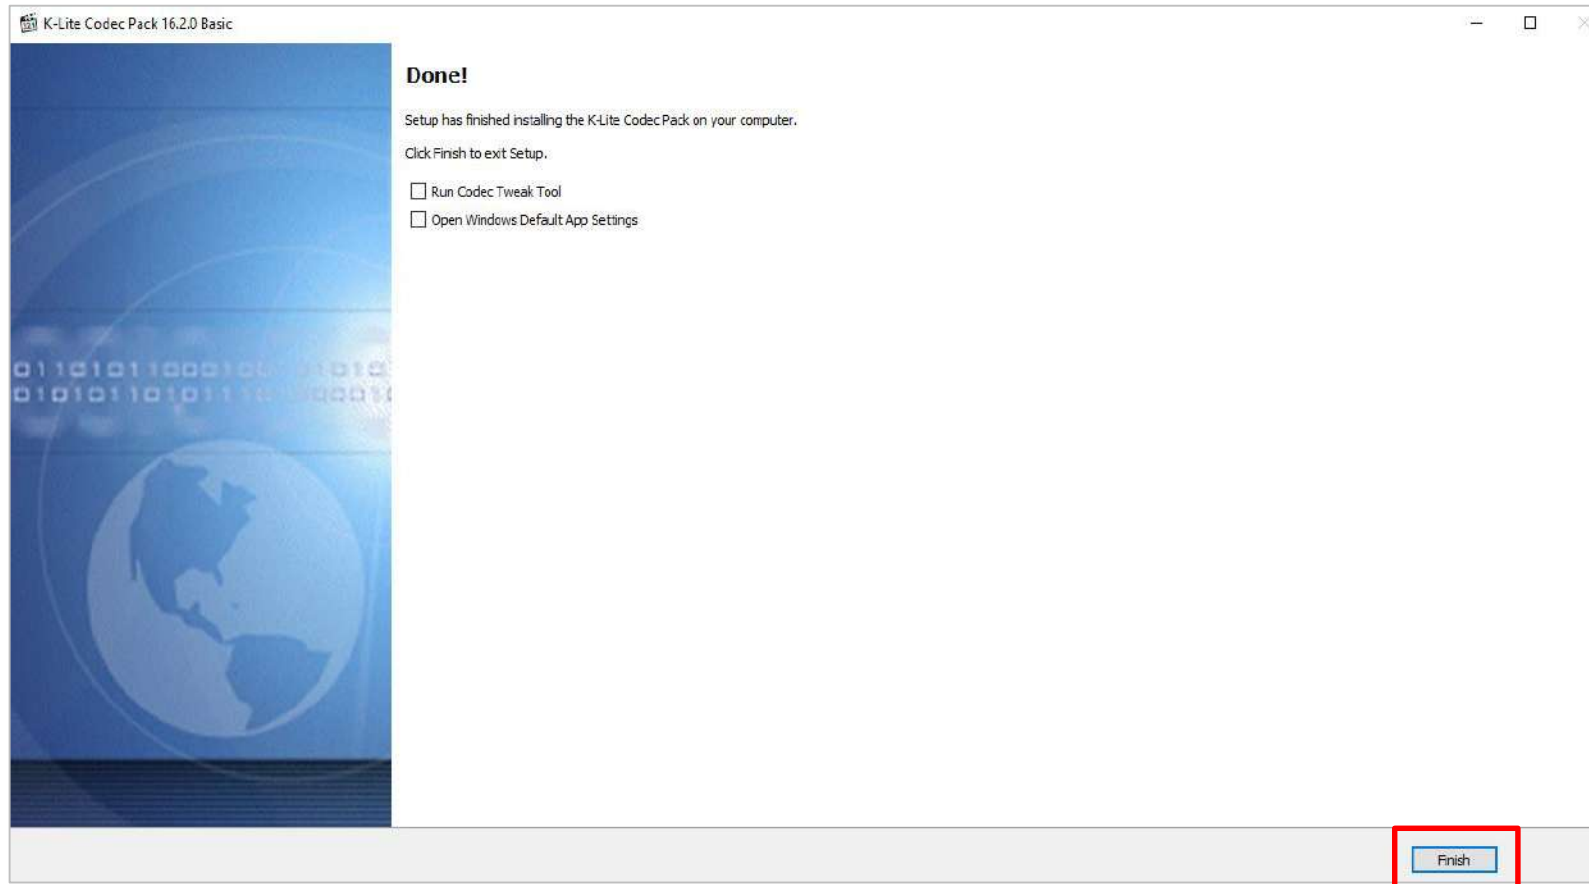 K-Lite Codec Pack 16.2.0 Basic
Done!
Setup has finished installing the K-Lite Codec Pack on your computer.
Click Finish to exit Setup.
Run Codec Tweak Tool
Open Windows Default App Settings
Finish